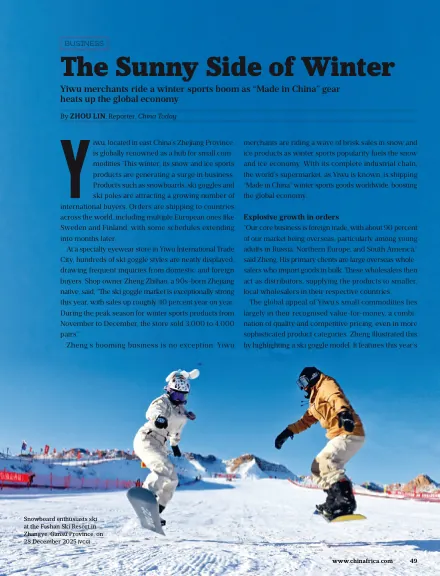 BUSINESS
The Sunny Side of Winter
Yiwu merchants ride a winter sports boom as "Made in China" gear
heats up the global economy
By ZHOU LIN, Reporter, China Today
Yiwu, located in east China's Zhejiang Province,
is globally renowned as a hub for small com-
modities. This winter, its snow and ice sports
products are generating a surge in business.
Products such as snowboards, ski goggles and
ski poles are attracting a growing number of
international buyers. Orders are shipping to countries
across the world, including multiple European ones like
Sweden and Finland, with some schedules extending
into months later.
At a specialty eyewear store in Yiwu International Trade
City, hundreds of ski goggle styles are neatly displayed,
drawing frequent inquiries from domestic and foreign
buyers. Shop owner Zheng Zhihan, a 90s-born Zhejiang
native, said: "The ski goggle market is exceptionally strong
this year, with sales up roughly 30 percent year on year.
During the peak season for winter sports products from
November to December, the store sold 3,000 to 4,000
pairs."
Zheng's booming business is no exception. Yiwu
merchants are riding a wave of brisk sales in snow and
ice products as winter sports popularity fuels the snow
and ice economy. With its complete industrial chain,
the world's supermarket, as Yiwu is known, is shipping
"Made in China" winter sports goods worldwide, boosting
the global economy.
Explosive growth in orders
"Our core business is foreign trade, with about 90 percent
of our market being overseas, particularly among young
adults in Russia, Northern Europe, and South America,"
said Zheng. His primary clients are large overseas whole-
salers who import goods in bulk. These wholesalers then
act as distributors, supplying the products to smaller,
local wholesalers in their respective countries.
The global appeal of Yiwu's small commodities lies
largely in their recognised value-for-money, a combi-
nation of quality and competitive pricing, even in more
sophisticated product categories. Zheng illustrated this
by highlighting a ski goggle model. It features this year's
Snowboard enthusiasts ski
at the Fushan Ski Resort in
Zhangye, Gansu Province, on
28 December 2025
www.chinafrica.com 49